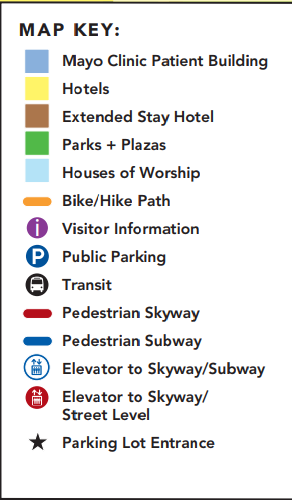 MAP KEY:
Mayo Clinic Patient Building
Hotels
Extended Stay Hotel
Parks + Plazas
Houses of Worship
Bike/Hike Path
i Visitor Information
P Public Parking
Transit
Pedestrian Skyway
Pedestrian Subway
Elevator to Skyway/Subway
Elevator to Skyway/
Street Level
Parking Lot Entrance